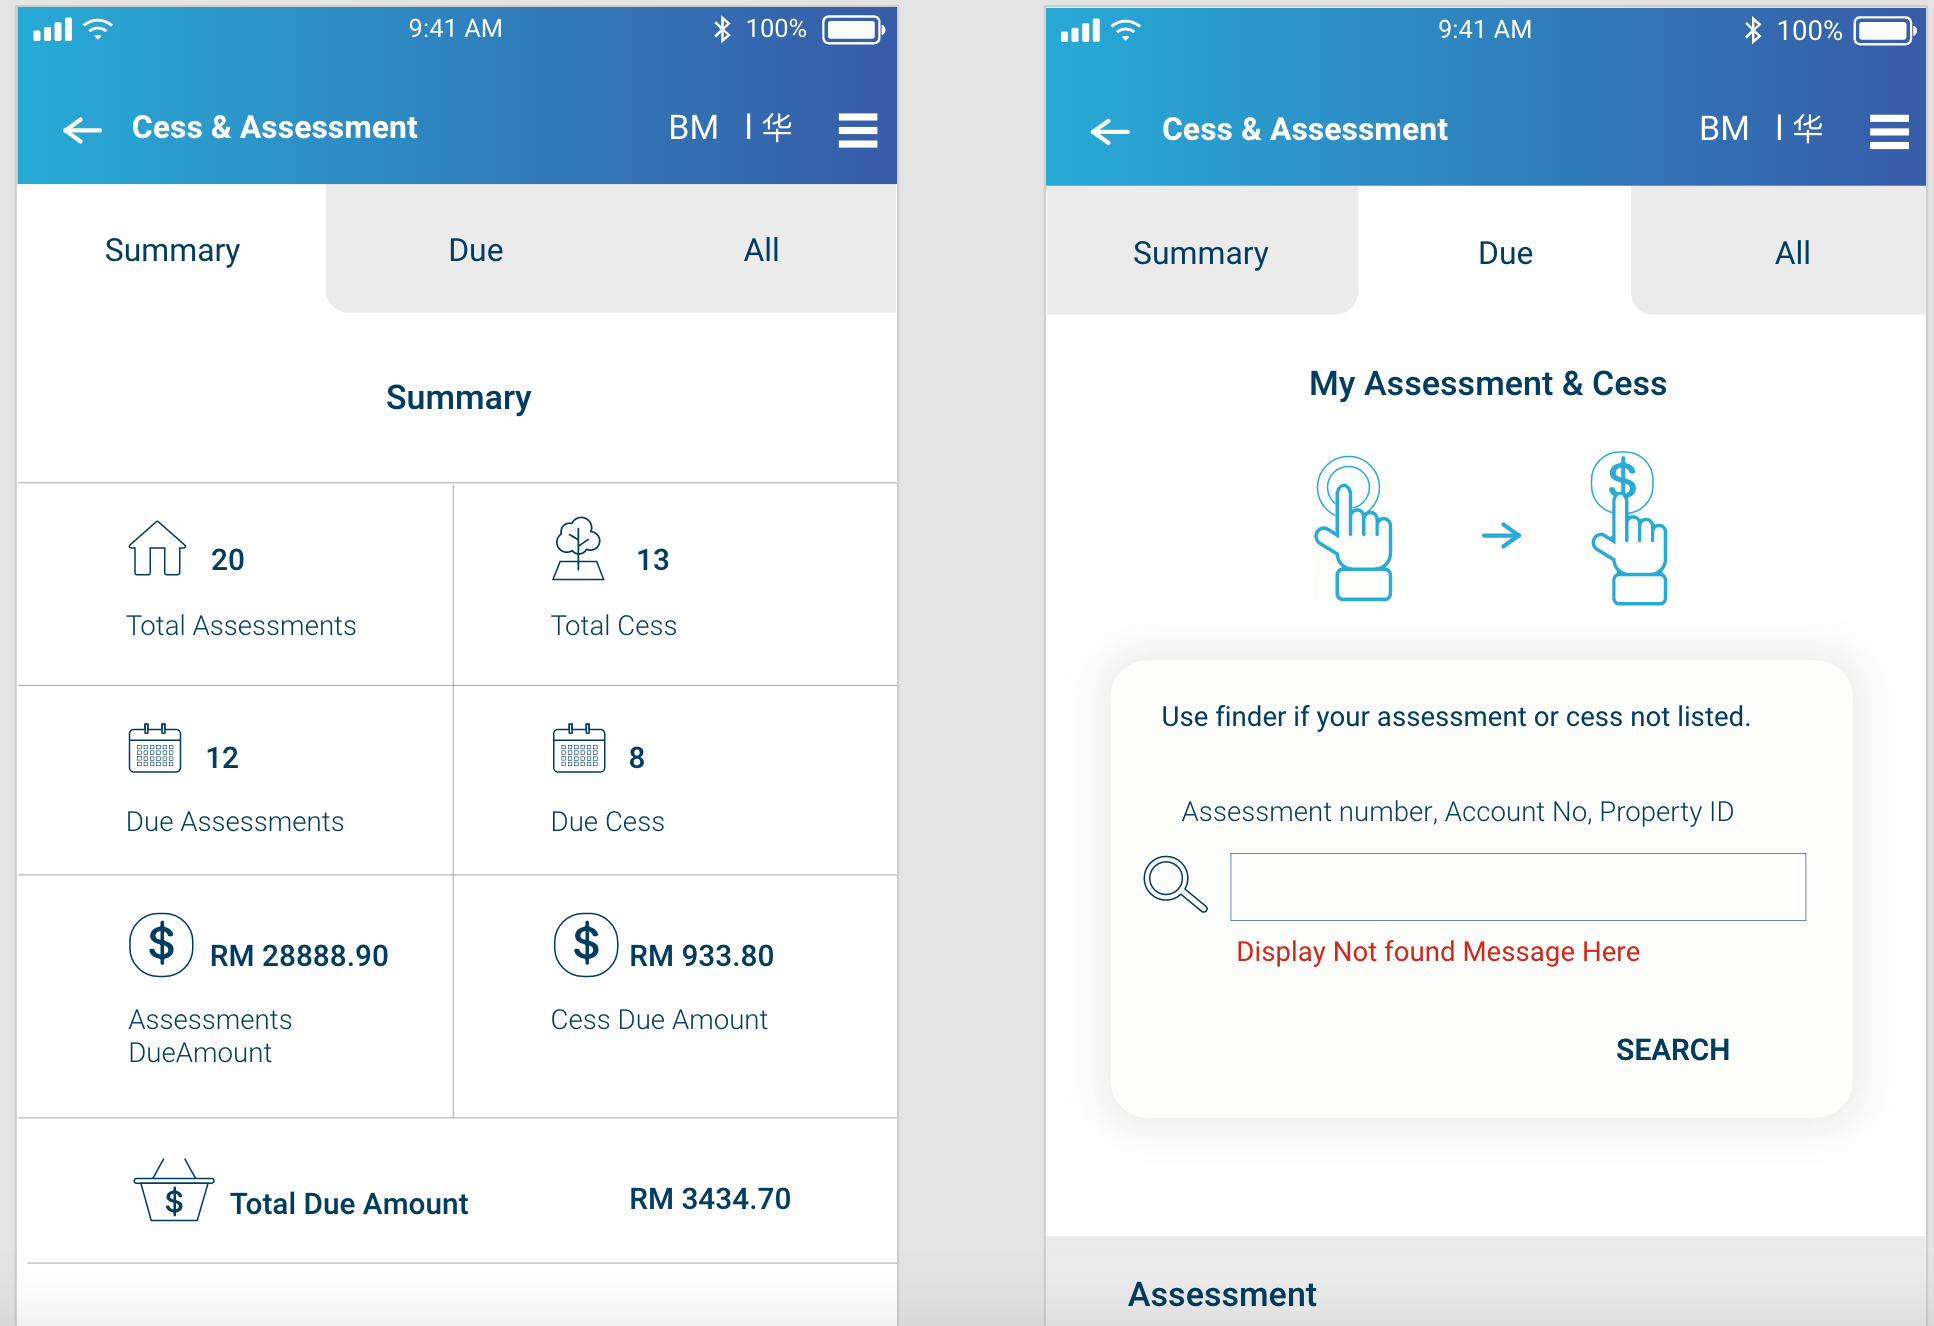 9:41 AM
100%
Cess & Assessment
BM | 华
Summary
Due
All
Summary
20
Total Assessments
13
Total Cess
12
Due Assessments
8
Due Cess
$
RM 28888.90
Assessments
DueAmount
$
RM 933.80
Cess Due Amount
$
Total Due Amount
RM 3434.70
9:41 AM
100%
Cess & Assessment
BM | 华
Summary
Due
All
My Assessment & Cess
$
Use finder if your assessment or cess not listed.
Assessment number, Account No, Property ID
Display Not found Message Here
SEARCH
Assessment